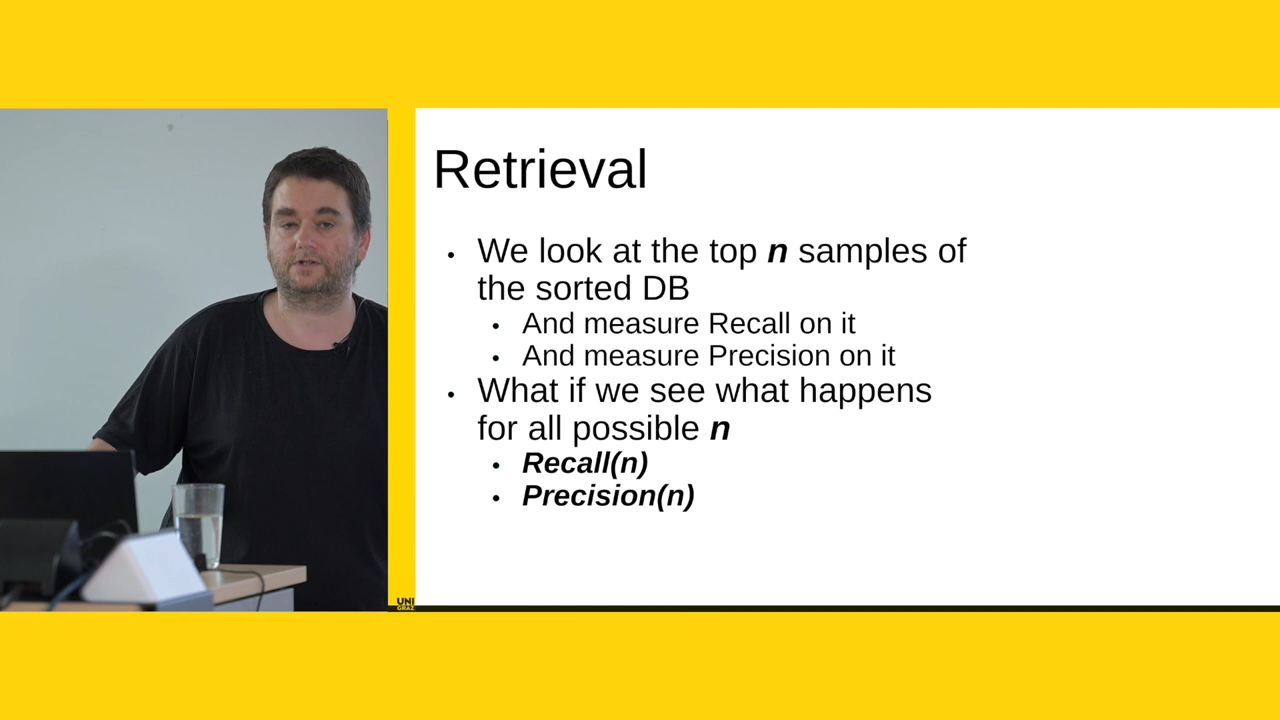 Retrieval
• We look at the top n samples of
the sorted DB
• And measure Recall on it
• And measure Precision on it
• What if we see what happens
for all possible n
• Recall(n)
• Precision(n)
UNI
GRAZ